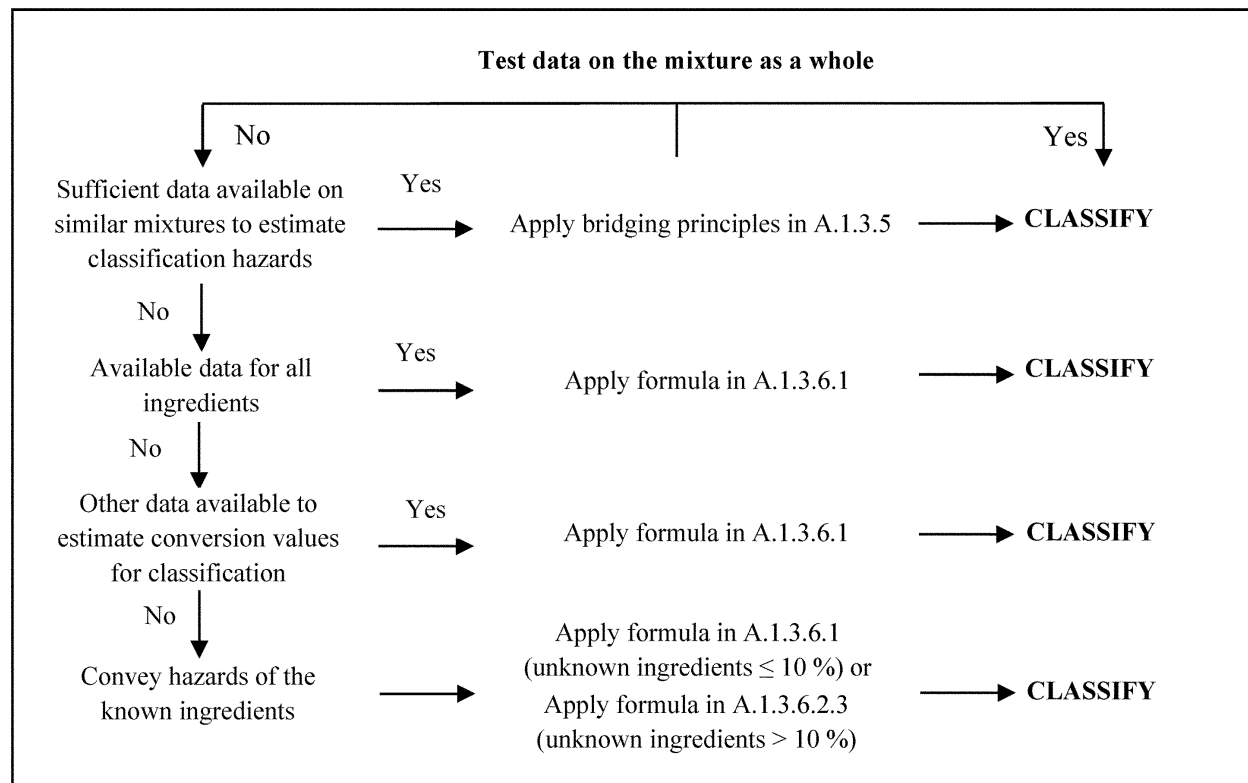 Test data on the mixture as a whole
No
Yes
Sufficient data available on
similar mixtures to estimate
classification hazards
Yes
Apply bridging principles in A.1.3.5
CLASSIFY
No
Available data for all
ingredients
Yes
Apply formula in A.1.3.6.1
CLASSIFY
No
Other data available to
estimate conversion values
for classification
Yes
Apply formula in A.1.3.6.1
CLASSIFY
No
Convey hazards of the
known ingredients
Apply formula in A.1.3.6.1
(unknown ingredients ≤ 10 %) or
Apply formula in A.1.3.6.2.3
(unknown ingredients > 10 %)
CLASSIFY